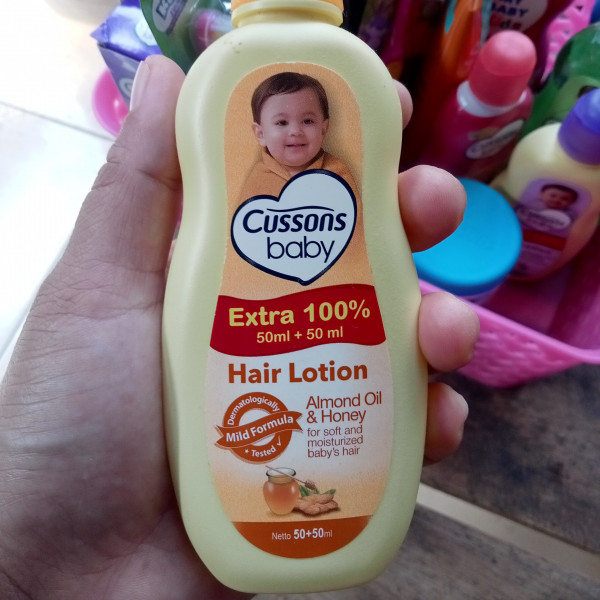 Cussons
baby
Extra 100%
50ml + 50 ml
Hair Lotion
Dermatologically
Mild Formula
Tested
Almond Oil
& Honey
for soft and
moisturized
baby's hair
Netto 50+50ml
BABY